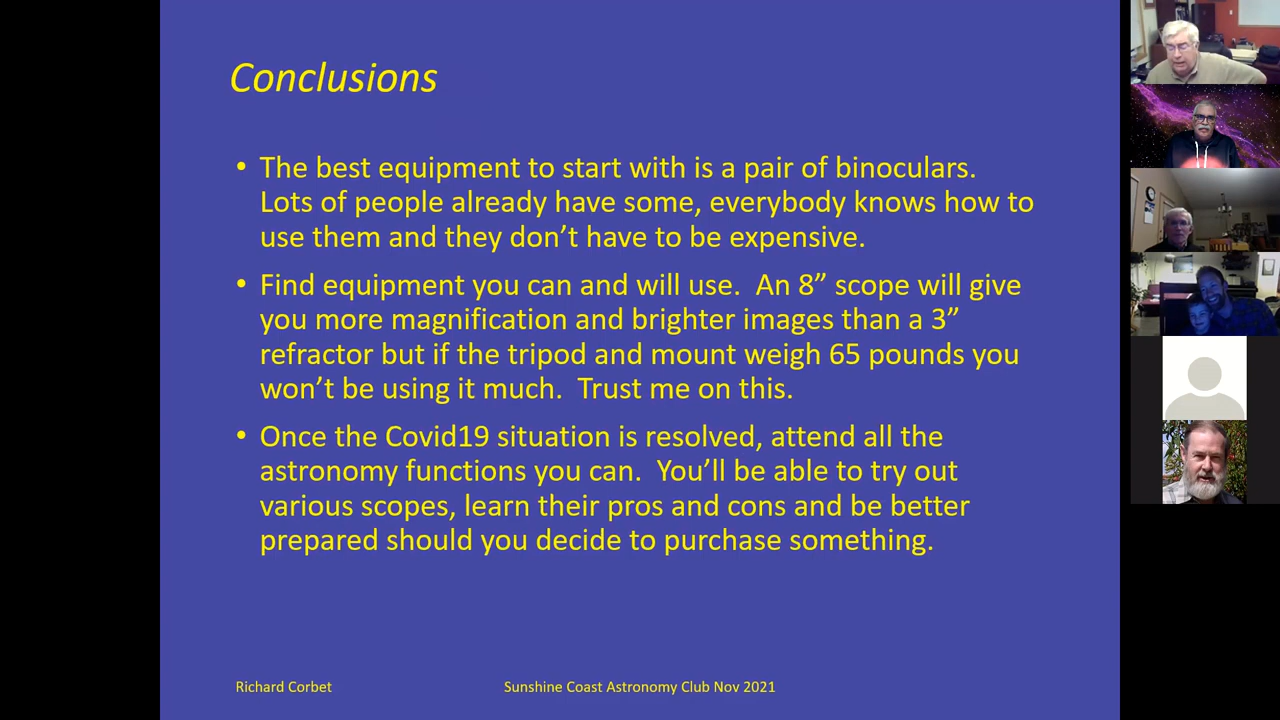 Conclusions
• The best equipment to start with is a pair of binoculars.
Lots of people already have some, everybody knows how to
use them and they don’t have to be expensive.
• Find equipment you can and will use.  An 8” scope will give
you more magnification and brighter images than a 3”
refractor but if the tripod and mount weigh 65 pounds you
won’t be using it much.  Trust me on this.
• Once the Covid19 situation is resolved, attend all the
astronomy functions you can.  You’ll be able to try out
various scopes, learn their pros and cons and be better
prepared should you decide to purchase something.
Richard Corbet
Sunshine Coast Astronomy Club Nov 2021